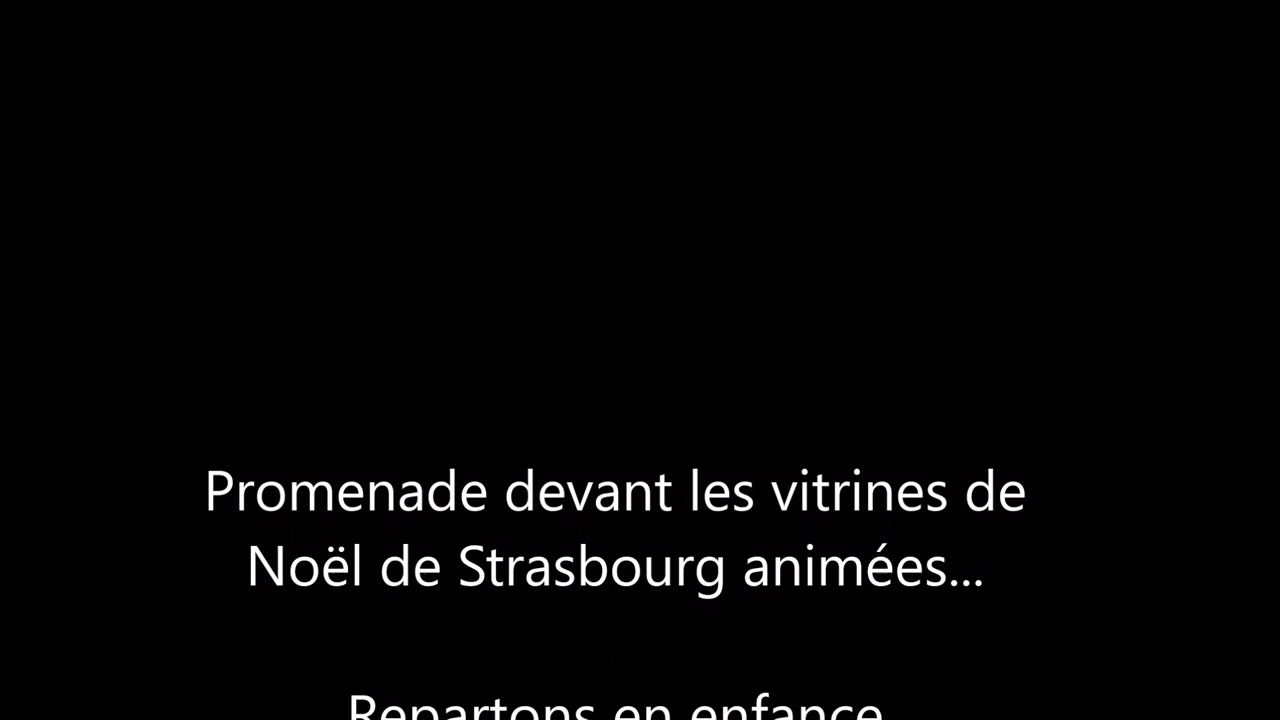 Promenade devant les vitrines de
Noël de Strasbourg animées...
Repartons en enfance